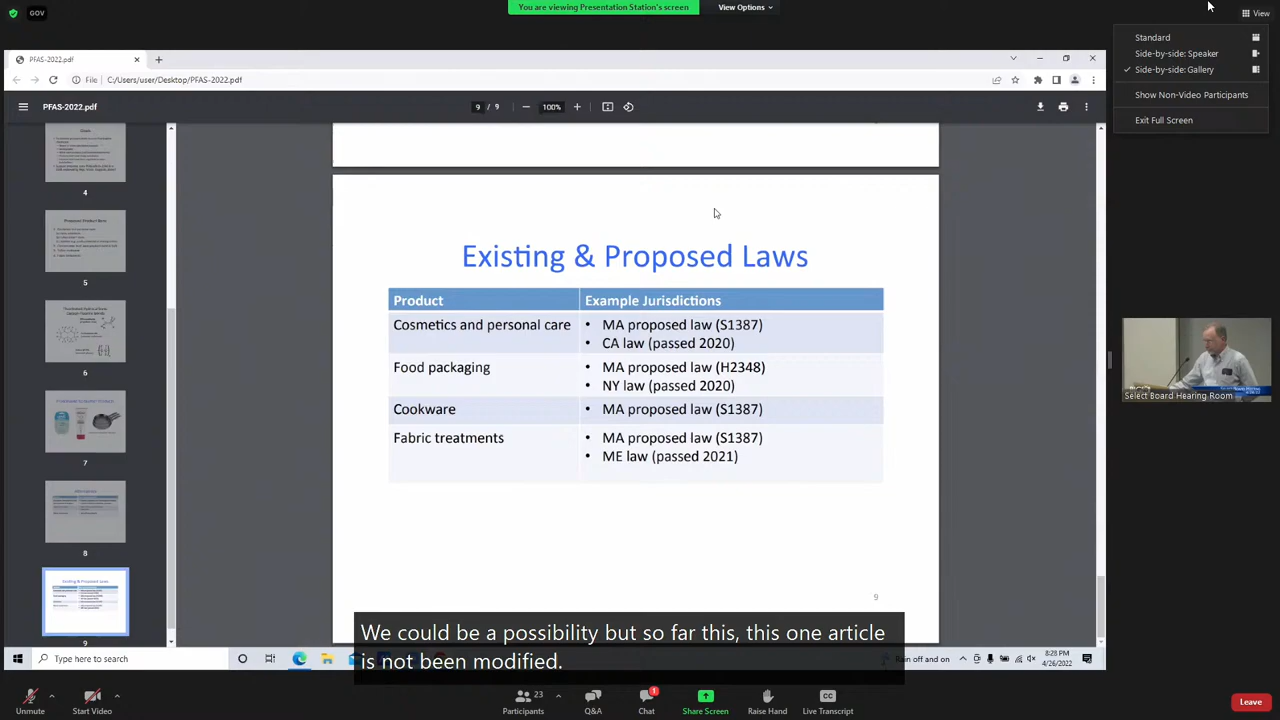 GOV
You are viewing Presentation Station's screen
View Options
View
Standard
Side-by-side: Speaker
Side-by-side: Gallery
Show Non-Video Participants
Exit Full Screen
PFAS-2022.pdf
File
C:/Users/user/Desktop/PFAS-2022.pdf
PFAS-2022.pdf
9 / 9
100%
4
5
6
7
8
9
Existing & Proposed Laws
Product
Example Jurisdictions
Cosmetics and personal care
• MA proposed law (S1387)
• CA law (passed 2020)
Food packaging
• MA proposed law (H2348)
• NY law (passed 2020)
Cookware
• MA proposed law (S1387)
Fabric treatments
• MA proposed law (S1387)
• ME law (passed 2021)
9
Select Board Hearing Room
We could be a possibility but so far this, this one article
is not been modified.
Type here to search
Rain off and on
8:28 PM
4/26/2022
Unmute
Start Video
23
Participants
Q&A
1
Chat
Share Screen
Raise Hand
CC
Live Transcript
Leave